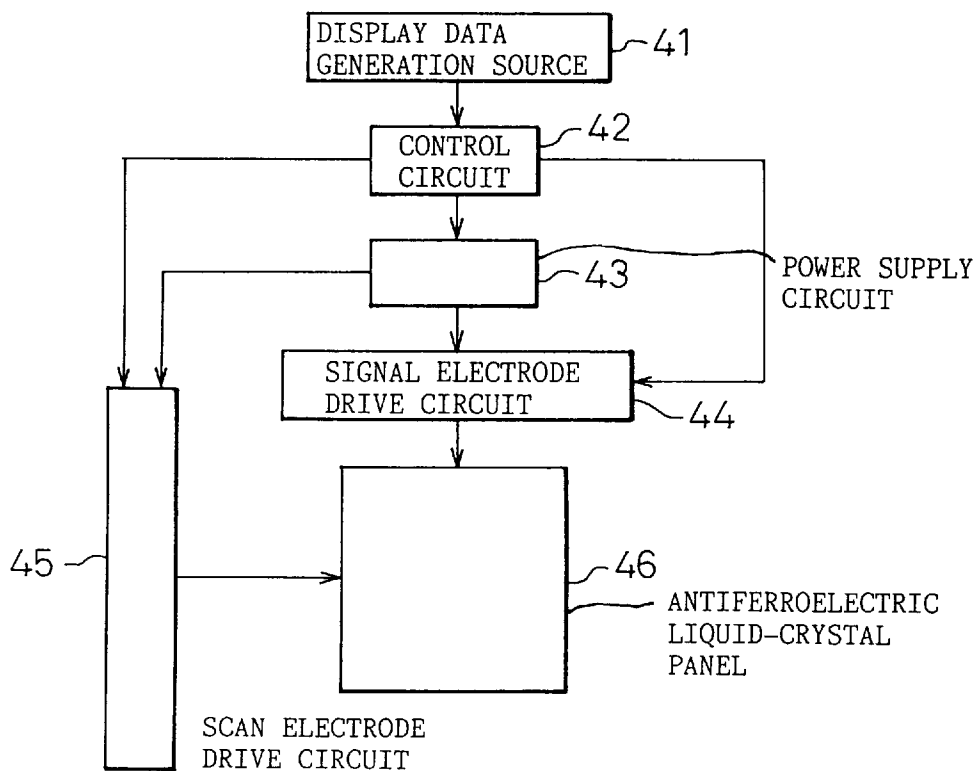 DISPLAY DATA
GENERATION SOURCE
41
CONTROL
CIRCUIT
42
43
POWER SUPPLY
CIRCUIT
SIGNAL ELECTRODE
DRIVE CIRCUIT
44
45
46
ANTIFERROELECTRIC
LIQUID-CRYSTAL
PANEL
SCAN ELECTRODE
DRIVE CIRCUIT